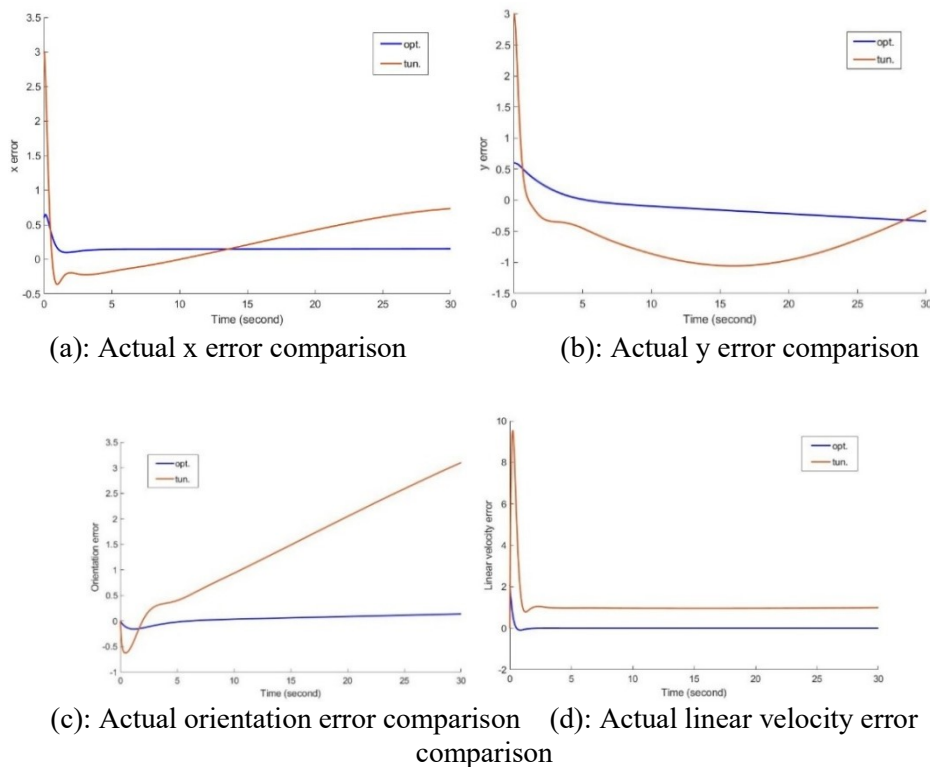 3.5
3
2.5
2
1.5
1
0.5
0
-0.5
x error
opt.
tun.
0 5 10 15 20 25 30
Time (second)
3
2.5
2
1.5
1
0.5
0
-0.5
-1
-1.5
y error
opt.
tun.
0 5 10 15 20 25 30
Time (second)
(a): Actual x error comparison
(b): Actual y error comparison
3.5
3
2.5
2
1.5
1
0.5
0
-0.5
-1
Orientation error
opt.
tun.
0 5 10 15 20 25 30
Time (second)
10
8
6
4
2
0
-2
Linear velocity error
opt.
tun.
0 5 10 15 20 25 30
Time (second)
(c): Actual orientation error comparison (d): Actual linear velocity error
comparison